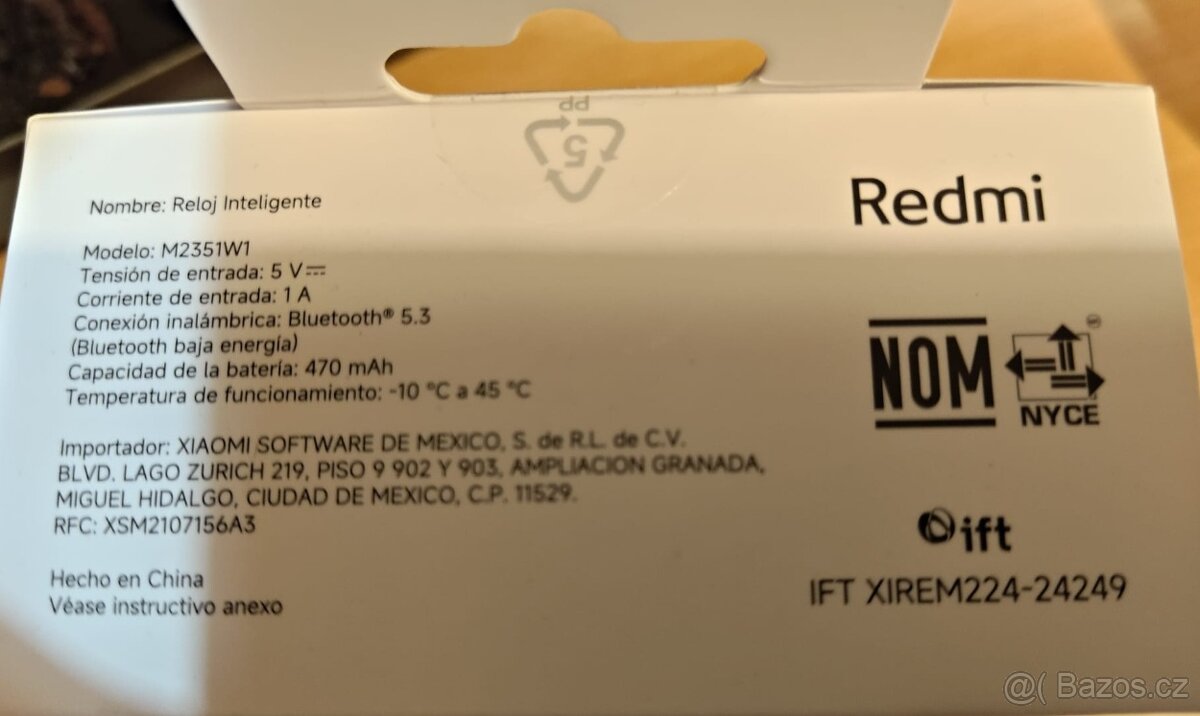 PP
5
Redmi
Nombre: Reloj Inteligente
Modelo: M2351W1
Tensión de entrada: 5 V⎓
Corriente de entrada: 1 A
Conexión inalámbrica: Bluetooth® 5.3
(Bluetooth baja energía)
Capacidad de la batería: 470 mAh
Temperatura de funcionamiento: -10 °C a 45 °C
Importador: XIAOMI SOFTWARE DE MEXICO, S. de R.L. de C.V.
BLVD. LAGO ZURICH 219, PISO 9 902 Y 903, AMPLIACION GRANADA,
MIGUEL HIDALGO, CIUDAD DE MEXICO, C.P. 11529.
RFC: XSM2107156A3
Hecho en China
Véase instructivo anexo
NOM
NYCE
ift
IFT XIREM224-24249
@( Bazos.cz